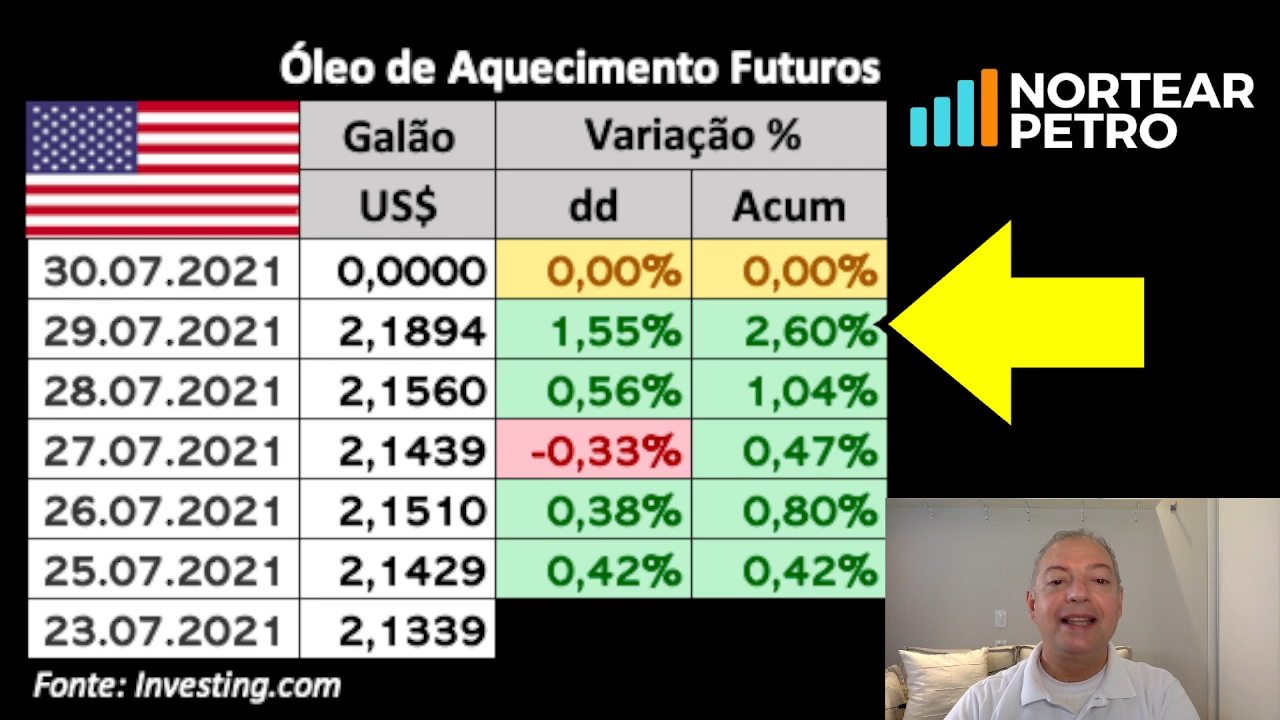 Óleo de Aquecimento Futuros
NORTEAR
PETRO
Galão Variação %
US$ dd Acum
30.07.2021 0,0000 0,00% 0,00%
29.07.2021 2,1894 1,55% 2,60%
28.07.2021 2,1560 0,56% 1,04%
27.07.2021 2,1439 -0,33% 0,47%
26.07.2021 2,1510 0,38% 0,80%
25.07.2021 2,1429 0,42% 0,42%
23.07.2021 2,1339
Fonte: Investing.com